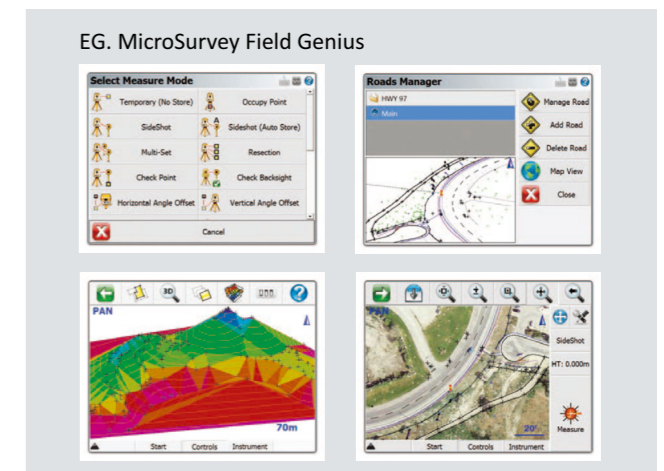 EG. MicroSurvey Field Genius
Select Measure Mode
Temporary (No Store)
Occupy Point
SideShot
Sideshot (Auto Store)
Multi-Set
Resection
Check Point
Check Backsight
Horizontal Angle Offset
Vertical Angle Offset
Cancel
Roads Manager
HWY 97
Main
Manage Road
Add Road
Delete Road
Map View
Close
3D
PAN
70m
Start
Controls
Instrument
PAN
SideShot
HT: 0.000m
20'
Measure
Start
Controls
Instrument